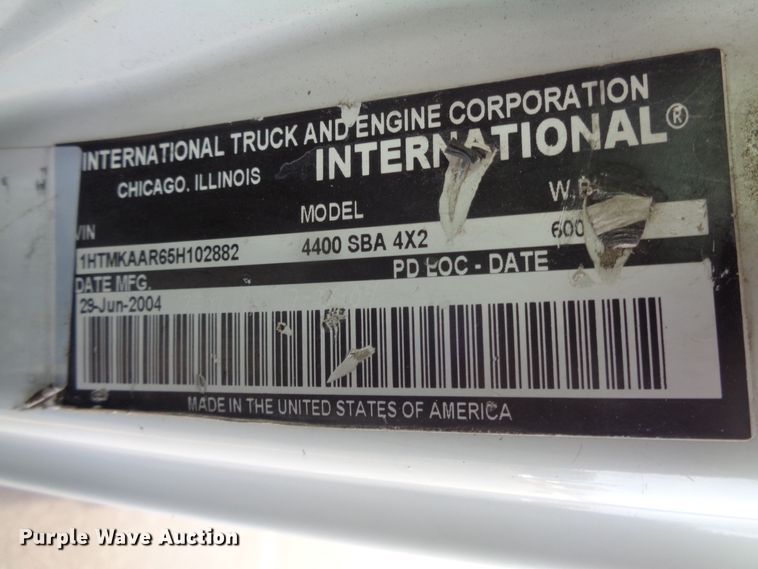 INTERNATIONAL TRUCK AND ENGINE CORPORATION
CHICAGO, ILLINOIS INTERNATIONAL®
VIN MODEL W.B.
1HTMKAAR65H102882 4400 SBA 4X2 600
DATE MFG. PD LOC - DATE
29-Jun-2004
MADE IN THE UNITED STATES OF AMERICA
Purple Wave Auction